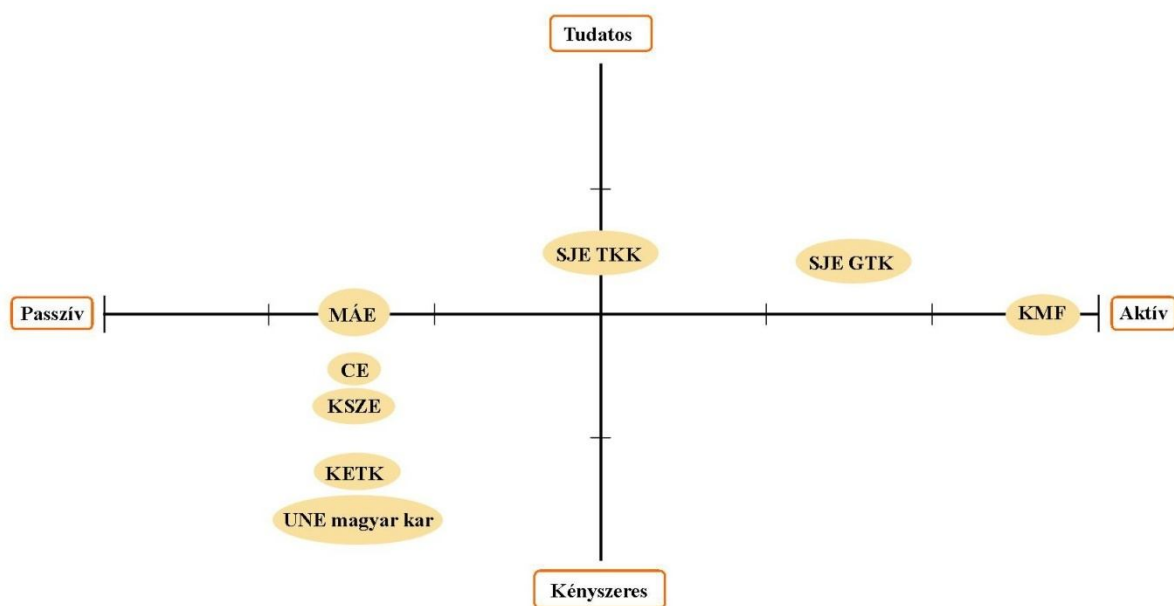 Tudatos
SJE TKK
SJE GTK
Passzív
MÁE
KMF
Aktív
CE
KSZE
KETK
UNE magyar kar
Kényszeres